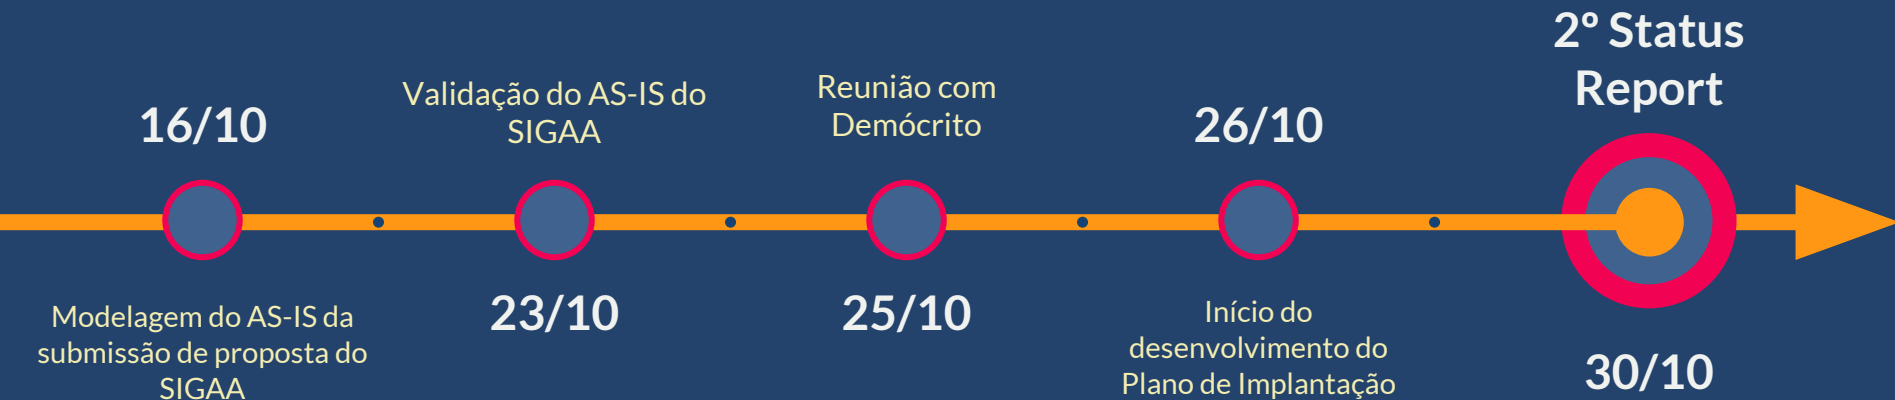 16/10
Modelagem do AS-IS da
submissão de proposta do
SIGAA
Validação do AS-IS do
SIGAA
23/10
Reunião com
Demócrito
25/10
26/10
Início do
desenvolvimento do
Plano de Implantação
2º Status
Report
30/10